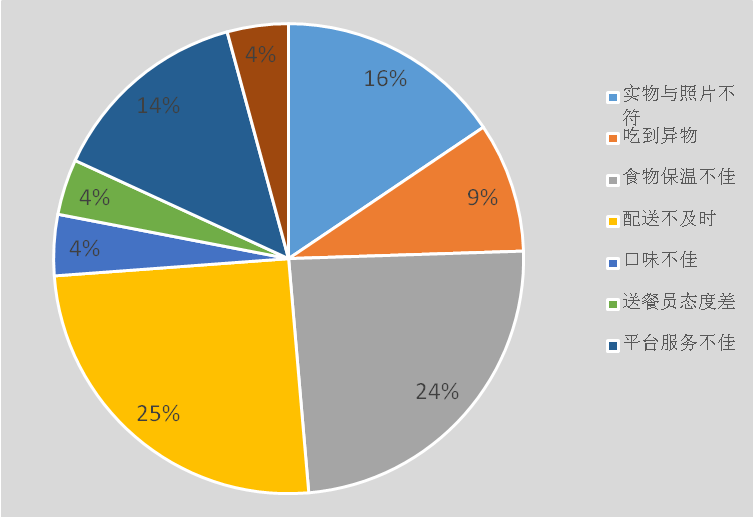 4%
16%
14%
9%
4%
4%
24%
25%
实物与照片不
符
吃到异物
食物保温不佳
配送不及时
口味不佳
送餐员态度差
平台服务不佳